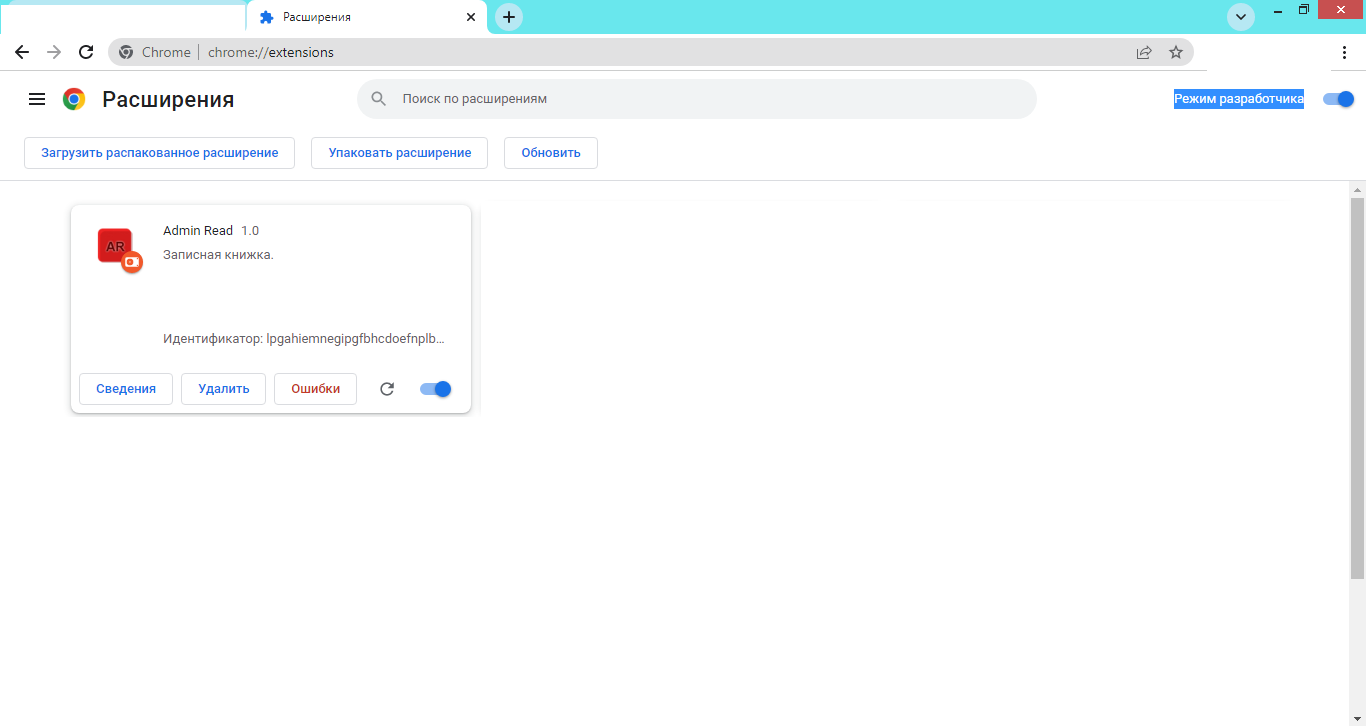 Расширения
Chrome chrome://extensions
Расширения
Поиск по расширениям
Режим разработчика
Загрузить распакованное расширение
Упаковать расширение
Обновить
AR
Admin Read 1.0
Записная книжка.
Идентификатор: lpgahiemnegipgfbhcdoefnplb...
Сведения
Удалить
Ошибки